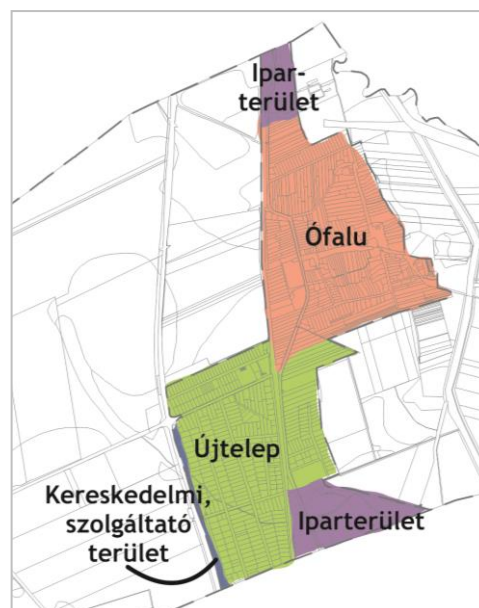 Ipar-
terület
Ófalu
Újtelep
Kereskedelmi,
szolgáltató
terület
Iparterület